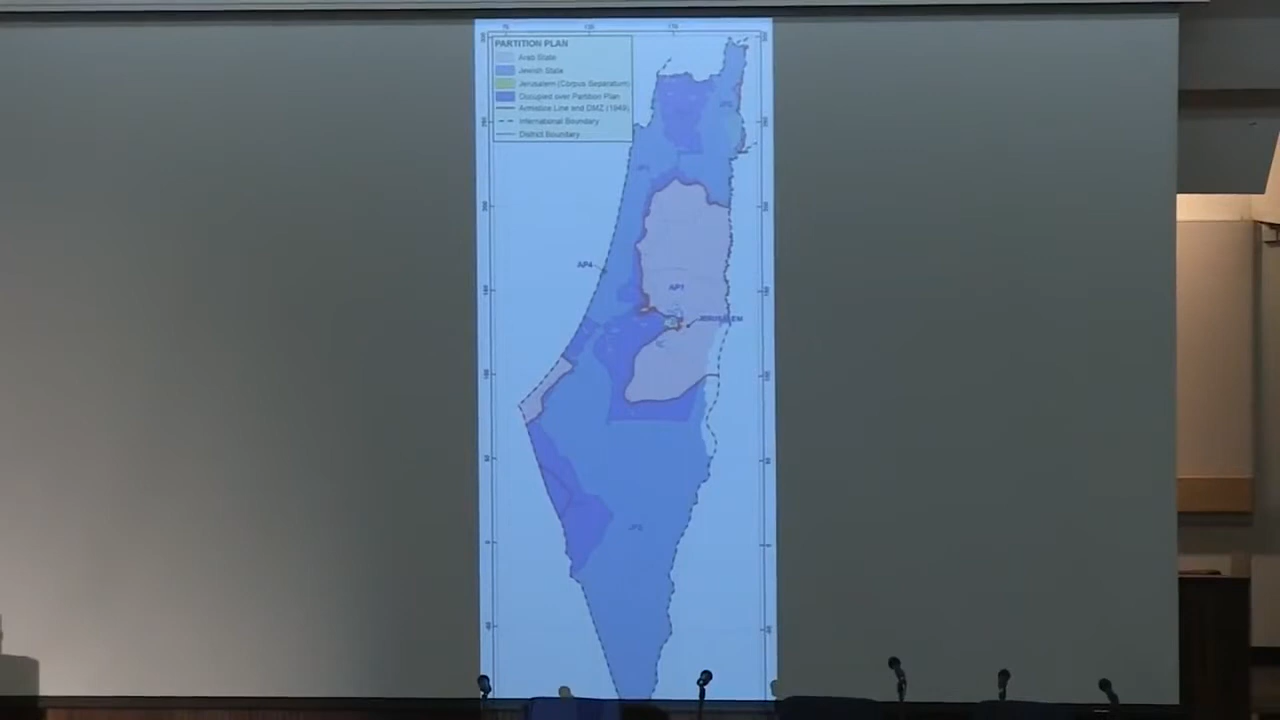 PARTITION PLAN
Arab State
Jewish State
Jerusalem (Corpus Separatum)
Occupied over Partition Plan
Armistice Line and DMZ (1949)
International Boundary
District Boundary
AP4
AP1
JERUSALEM